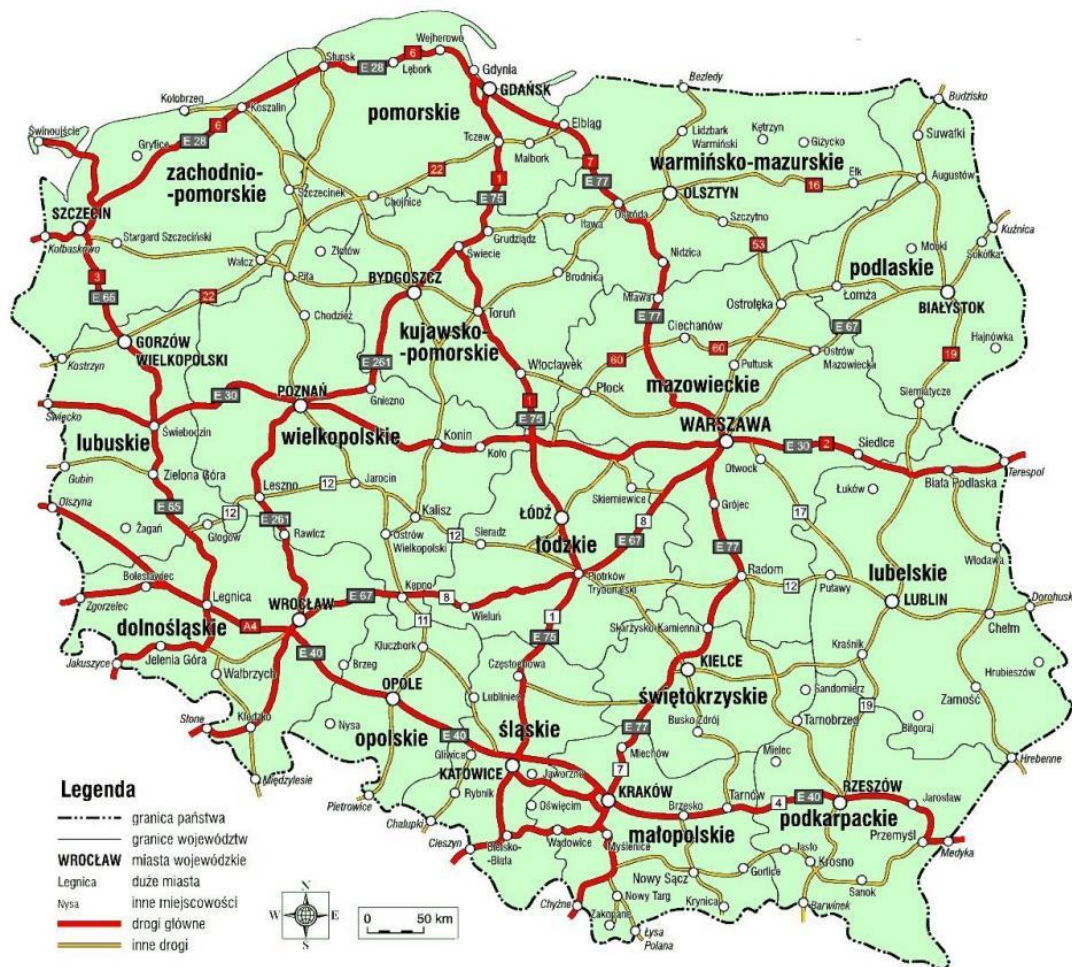 Wejherowo
Słupsk
6
E 28
Lębork
Gdynia
GDAŃSK
Bezledy
Budzisko
Kołobrzeg
Koszalin
pomorskie
Elbląg
Lidzbark
Warmiński
Kętrzyn
Giżycko
Suwałki
Świnoujście
6
E 28
Gryfice
Tczew
Malbork
7
E 77
warmińsko-mazurskie
zachodnio-
-pomorskie
22
1
E 75
16
Ełk
Augustów
Szczecinek
Chojnice
OLSZTYN
SZCZECIN
Ostróda
Iława
Szczytno
Kuźnica
Kołbaskowo
Stargard Szczeciński
Złotów
Grudziądz
Świecie
53
Mońki
Sokółka
Wałcz
Nidzica
podlaskie
3
E 65
Piła
BYDGOSZCZ
Brodnica
Łomża
22
Mława
Ostrołęka
BIAŁYSTOK
Chodzież
Toruń
E 77
Ciechanów
E 67
GORZÓW
WIELKOPOLSKI
kujawsko-
-pomorskie
60
Ostrów
Mazowiecka
Hajnówka
Kostrzyn
E 261
Włocławek
60
Pułtusk
19
Płock
Siemiatycze
E 30
POZNAŃ
Gniezno
mazowieckie
Świecko
1
E 75
lubuskie
Świebodzin
wielkopolskie
WARSZAWA
Konin
Koło
E 30
2
Siedlce
Zielona Góra
Otwock
Terespol
Gubin
Jarocin
Biała Podlaska
Leszno
12
Skierniewice
Łuków
Olszyna
E 65
Grójec
12
Kalisz
ŁÓDŹ
8
17
Żagań
Głogów
E 261
Rawicz
Ostrów
Wielkopolski
12
Sieradz
łódzkie
E 67
E 77
Włodawa
Bolesławiec
Piotrków
Trybunalski
Radom
12
Puławy
lubelskie
Zgorzelec
Legnica
WROCŁAW
E 67
Kępno
8
Wieluń
LUBLIN
Dorohusk
A4
11
1
Chełm
dolnośląskie
E 40
Kluczbork
E 75
Skarżysko-Kamienna
Kraśnik
Jakuszyce
Jelenia Góra
Wałbrzych
Brzeg
Częstochowa
KIELCE
Hrubieszów
OPOLE
Lubliniec
świętokrzyskie
Sandomierz
Zamość
Słone
Kłodzko
Nysa
19
Busko Zdrój
Tarnobrzeg
Biłgoraj
opolskie
śląskie
E 77
E 40
Miechów
Gliwice
Mielec
Hrebenne
Międzylesie
KATOWICE
Jaworzno
7
Legenda
Rybnik
Oświęcim
KRAKÓW
Tarnów
RZESZÓW
Pietrowice
Brzesko
4
E 40
Jarosław
granica państwa
Chałupki
małopolskie
podkarpackie
Przemyśl
granice województw
Cieszyn
Bielsko-
-Biała
Wadowice
Myślenice
Jasło
Medyka
WROCŁAW
miasta wojewódzkie
Gorlice
Krosno
Legnica
duże miasta
Nowy Sącz
Sanok
Nysa
inne miejscowości
Chyżne
Nowy Targ
Krynica
Barwinek
drogi główne
Zakopane
Łysa
Polana
inne drogi
N
W
E
S
0
50 km